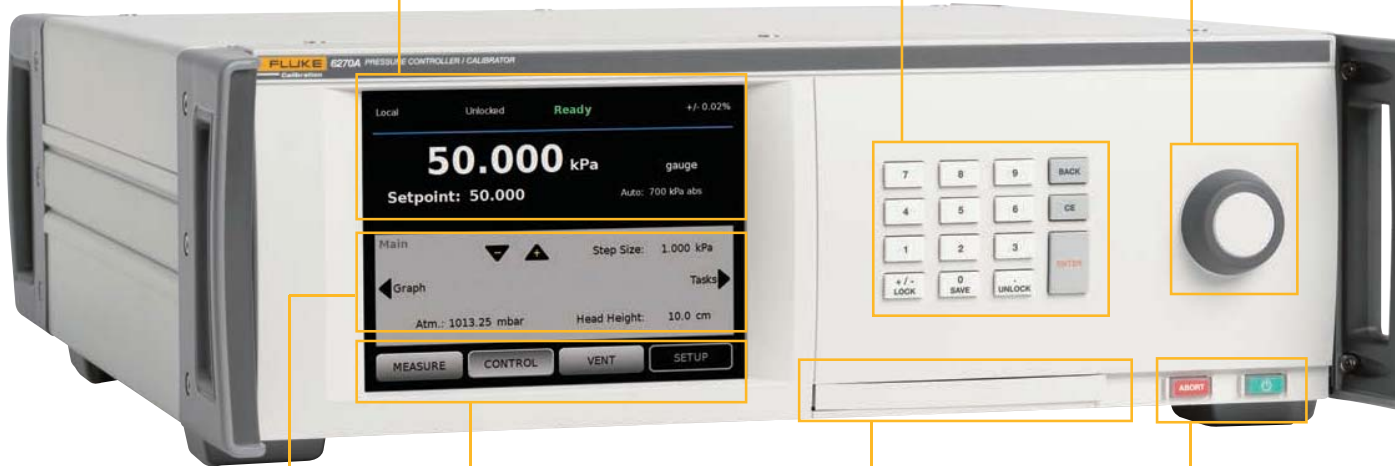 FLUKE 6270A PRESSURE CONTROLLER / CALIBRATOR
Calibration
Local Unlocked Ready +/- 0.02%
50.000 kPa gauge
Setpoint: 50.000 Auto: 700 kPa abs
Main - + Step Size: 1.000 kPa
Graph Tasks
Atm.: 1013.25 mbar Head Height: 10.0 cm
MEASURE CONTROL VENT SETUP
7 8 9 BACK
4 5 6 CE
1 2 3 ENTER
+/- 0 .
LOCK SAVE UNLOCK
ABORT